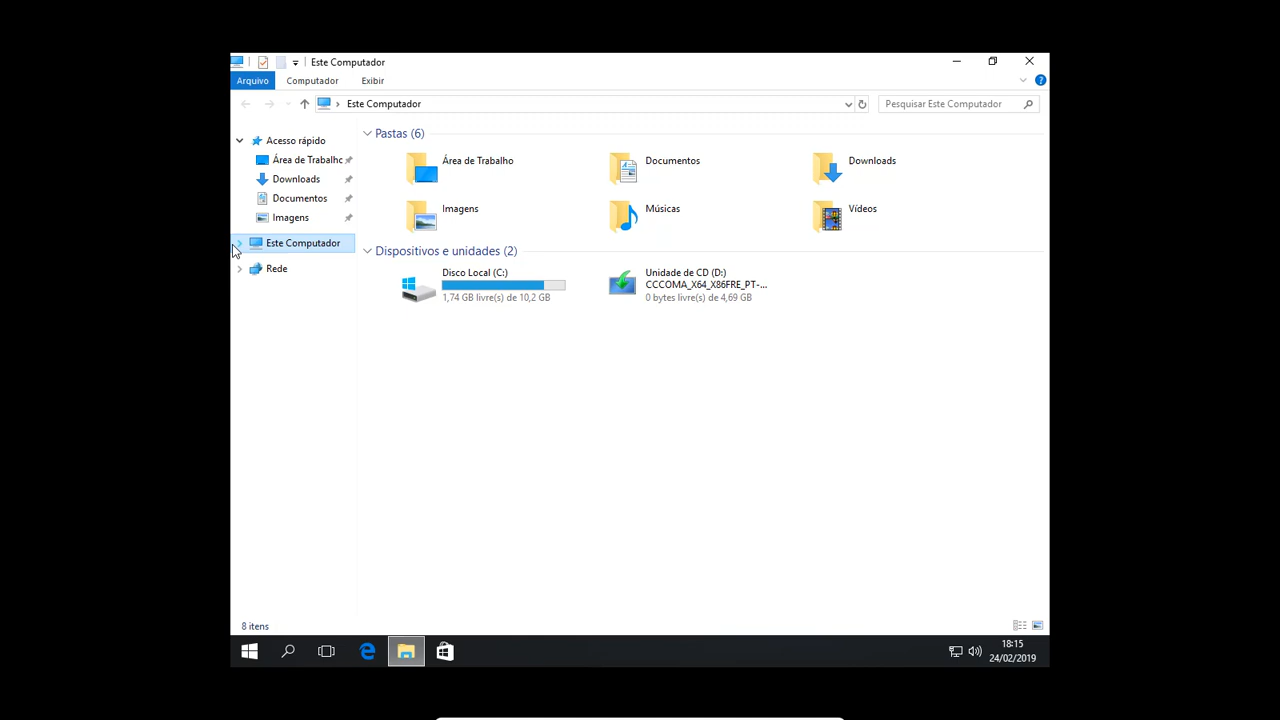 Este Computador
Arquivo Computador Exibir
Este Computador
Pesquisar Este Computador
Acesso rápido
Área de Trabalhc
Downloads
Documentos
Imagens
Este Computador
Rede
Pastas (6)
Área de Trabalho
Documentos
Downloads
Imagens
Músicas
Vídeos
Dispositivos e unidades (2)
Disco Local (C:)
1,74 GB livre(s) de 10,2 GB
Unidade de CD (D:)
CCCOMA_X64_X86FRE_PT-...
0 bytes livre(s) de 4,69 GB
8 itens
18:15
24/02/2019